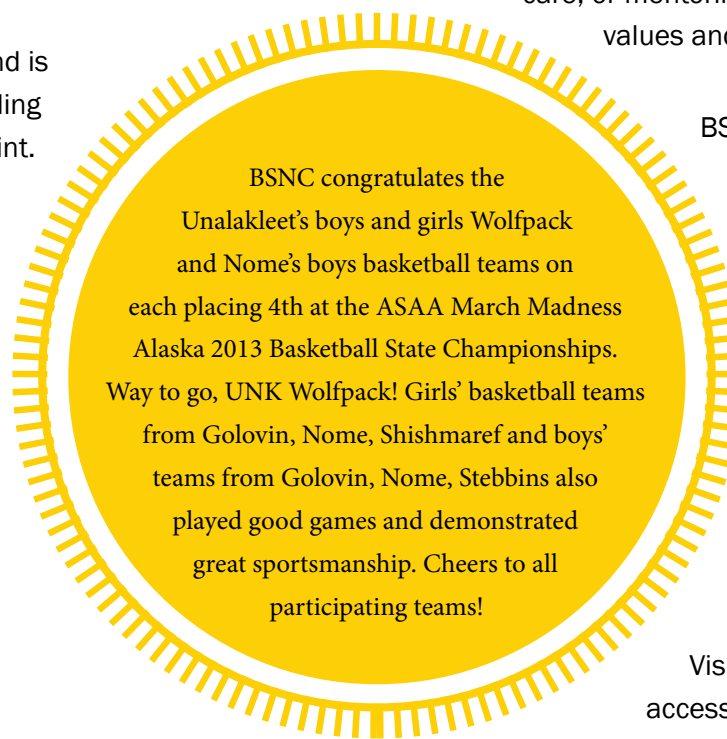 values and
nd is
BSNC congratulates the
Unalakleet's boys and girls Wolfpack
and Nome's boys basketball teams on
each placing 4th at the ASAA March Madness
Alaska 2013 Basketball State Championships.
Way to go, UNK Wolfpack! Girls' basketball teams
from Golovin, Nome, Shishmaref and boys'
teams from Golovin, Nome, Stebbins also
played good games and demonstrated
great sportsmanship. Cheers to all
participating teams!
Vis
access